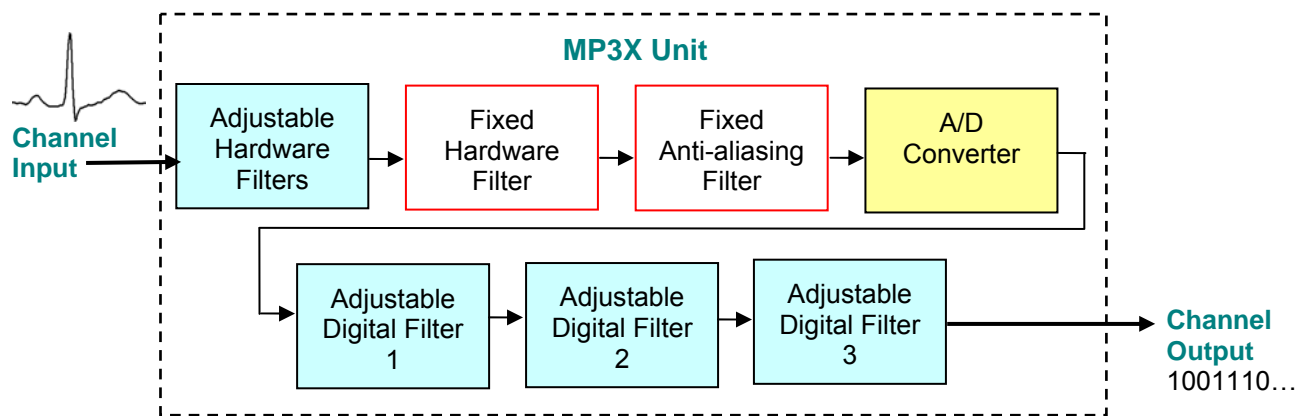 MP3X Unit
Channel
Input
Adjustable
Hardware
Filters
Fixed
Hardware
Filter
Fixed
Anti-aliasing
Filter
A/D
Converter
Adjustable
Digital Filter
1
Adjustable
Digital Filter
2
Adjustable
Digital Filter
3
Channel
Output
1001110…